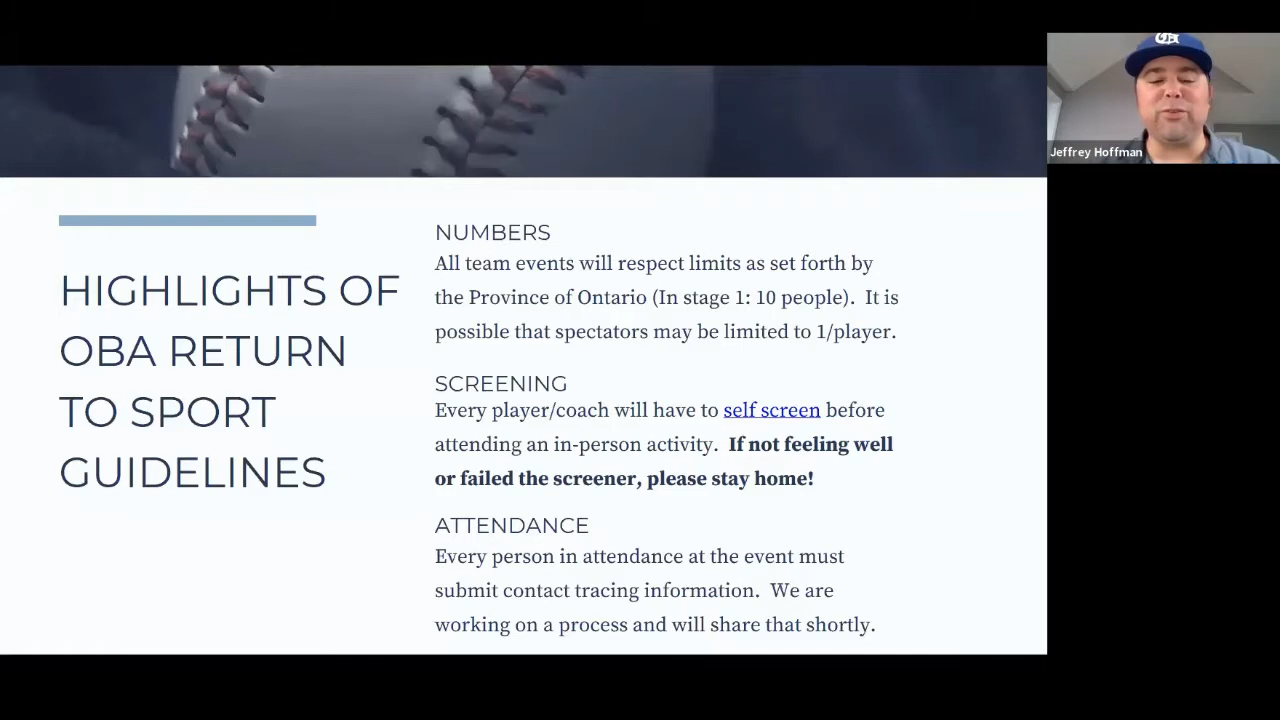 HIGHLIGHTS OF
OBA RETURN
TO SPORT
GUIDELINES
NUMBERS
All team events will respect limits as set forth by
the Province of Ontario (In stage 1: 10 people). It is
possible that spectators may be limited to 1/player.
SCREENING
Every player/coach will have to self screen before
attending an in-person activity. If not feeling well
or failed the screener, please stay home!
ATTENDANCE
Every person in attendance at the event must
submit contact tracing information. We are
working on a process and will share that shortly.
Jeffrey Hoffman